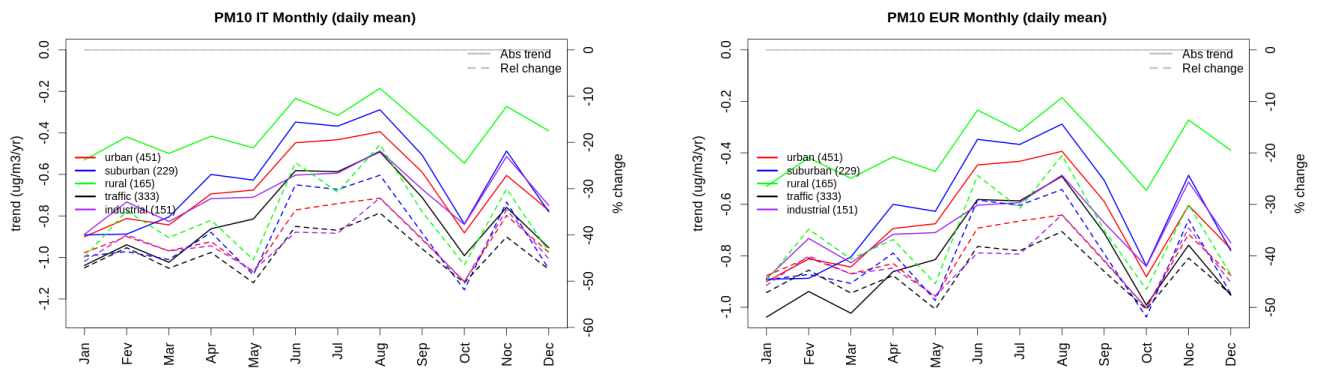 PM10 IT Monthly (daily mean)
trend (ug/m3/yr)
0.0
-0.2
-0.4
-0.6
-0.8
-1.0
-1.2
Abs trend
Rel change
urban (451)
suburban (229)
rural (165)
traffic (333)
industrial (151)
0
-10
-20
-30
-40
-50
-60
% change
Jan Fev Mar Apr May Jun Jul Aug Sep Oct Noc Dec
PM10 EUR Monthly (daily mean)
trend (ug/m3/yr)
0.0
-0.2
-0.4
-0.6
-0.8
-1.0
Abs trend
Rel change
urban (451)
suburban (229)
rural (165)
traffic (333)
industrial (151)
0
-10
-20
-30
-40
-50
% change
Jan Fev Mar Apr May Jun Jul Aug Sep Oct Noc Dec